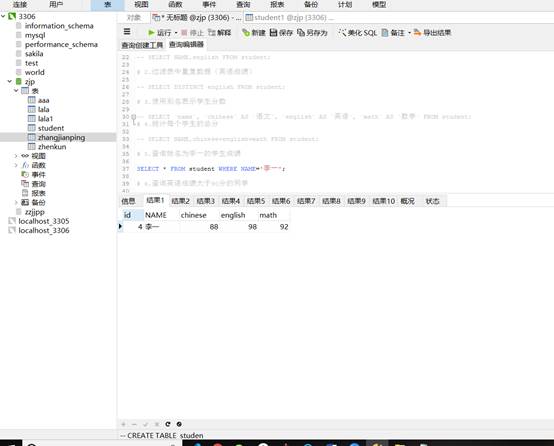 连接 用户 表 视图 函数 事件 查询 报表 备份 计划 模型
3306
information_schema
mysql
performance_schema
sakila
test
world
zjp
表
aaa
lala
lala1
student
zhangjianping
zhenkun
视图
函数
事件
查询
报表
备份
zzjjpp
localhost_3305
localhost_3306
对象 * 无标题 @zjp (3306) - ... student1 @zjp (3306) - ...
运行 停止 解释 新建 保存 另存为 美化 SQL 备注 导出结果
查询创建工具 查询编辑器
22 -- SELECT NAME,english FROM student;
23
24 # 2.过滤表中重复数据（英语成绩）
25
26 -- SELECT DISTINCT english FROM student;
27
28 # 3.使用别名表示学生分数
29
30 -- SELECT `name`, `chinese` AS '语文', `english` AS '英语', `math` AS '数学' FROM student;
31 # 4.统计每个学生的总分
32
33 -- SELECT NAME,chinese+english+math FROM student;
34
35 # 5.查询姓名为李一的学生成绩
36
37 SELECT * FROM student WHERE NAME='李一';
38
39 # 6.查询英语成绩大于90分的同学
信息 结果1 结果2 结果3 结果4 结果5 结果6 结果7 结果8 结果9 结果10 概况 状态
id NAME chinese english math
4 李一 88 98 92
-- CREATE TABLE studen